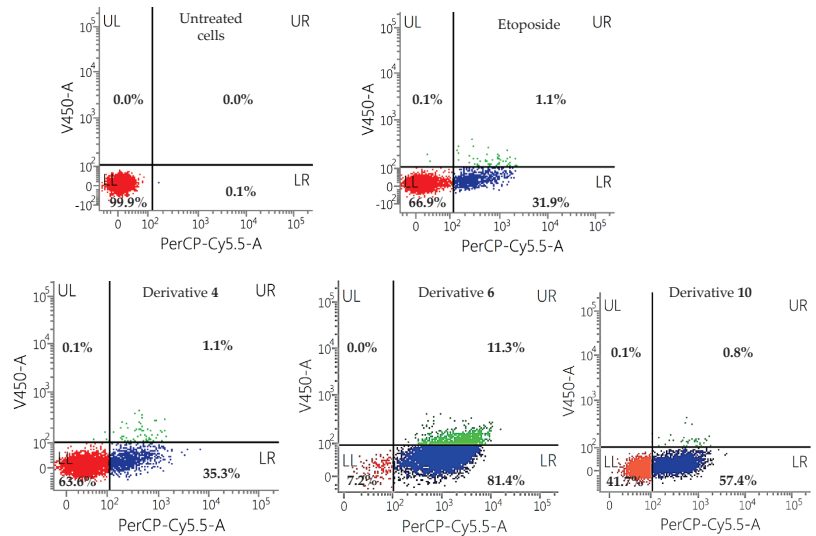 UL
Untreated
cells
UR
10^5
10^4
10^3
10^2
0
-10^2
V450-A
0.0%
0.0%
LL
99.9%
LR
0.1%
0
10^2
10^3
10^4
10^5
PerCP-Cy5.5-A
UL
Etoposide
UR
10^5
10^4
10^3
10^2
0
-10^2
V450-A
0.1%
1.1%
LL
66.9%
LR
31.9%
0
10^2
10^3
10^4
10^5
PerCP-Cy5.5-A
UL
Derivative 4
UR
10^5
10^4
10^3
10^2
0
V450-A
0.1%
1.1%
LL
63.6%
LR
35.3%
0
10^2
10^3
10^4
10^5
PerCP-Cy5.5-A
UL
Derivative 6
UR
10^5
10^4
10^3
10^2
0
V450-A
0.0%
11.3%
LL
7.2%
LR
81.4%
0
10^2
10^3
10^4
10^5
PerCP-Cy5.5-A
UL
Derivative 10
UR
10^5
10^4
10^3
10^2
0
V450-A
0.1%
0.8%
LL
41.7%
LR
57.4%
0
10^2
10^3
10^4
10^5
PerCP-Cy5.5-A